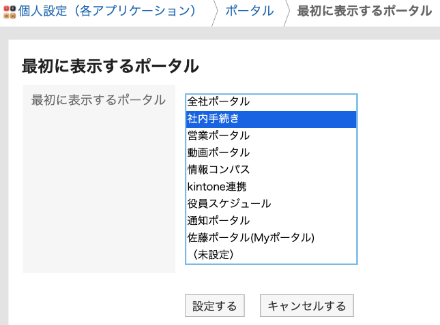 個人設定（各アプリケーション） ポータル 最初に表示するポータル
最初に表示するポータル
最初に表示するポータル
全社ポータル
社内手続き
営業ポータル
動画ポータル
情報コンパス
kintone連携
役員スケジュール
通知ポータル
佐藤ポータル(Myポータル)
（未設定）
設定する キャンセルする